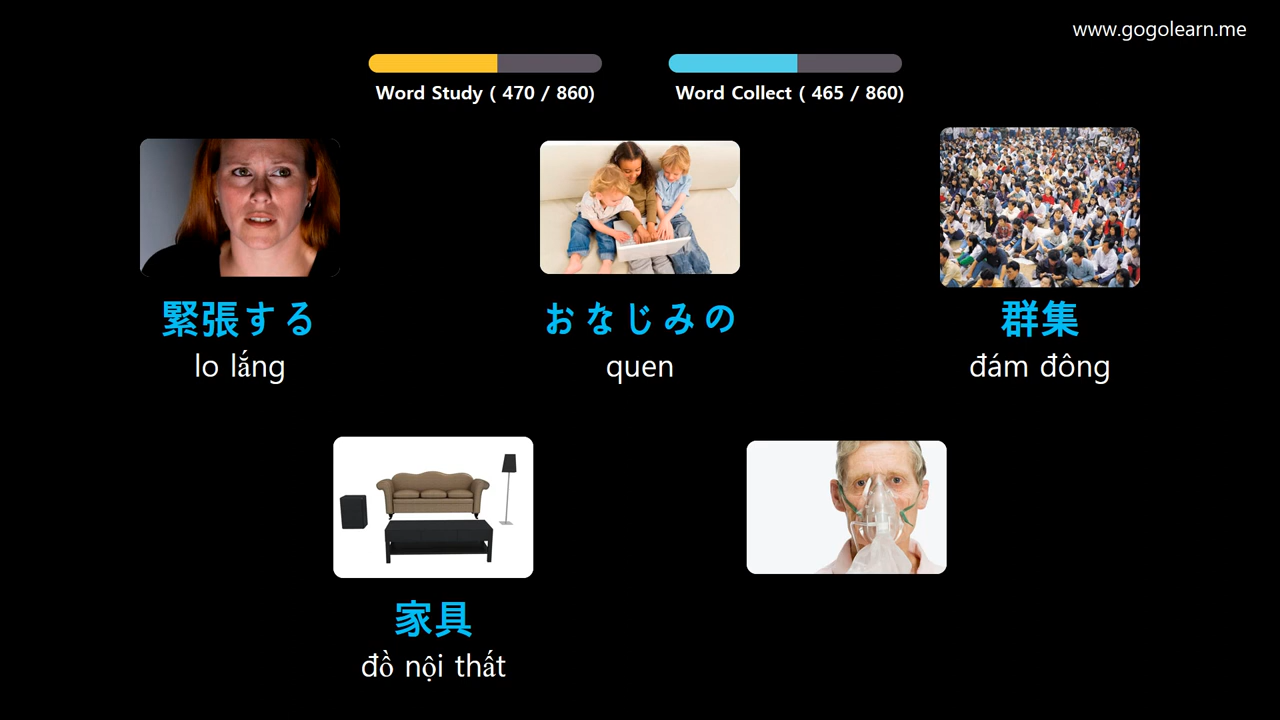 www.gogolearn.me
Word Study ( 470 / 860)
Word Collect ( 465 / 860)
緊張する
lo lắng
おなじみの
quen
群集
đám đông
家具
đồ nội thất